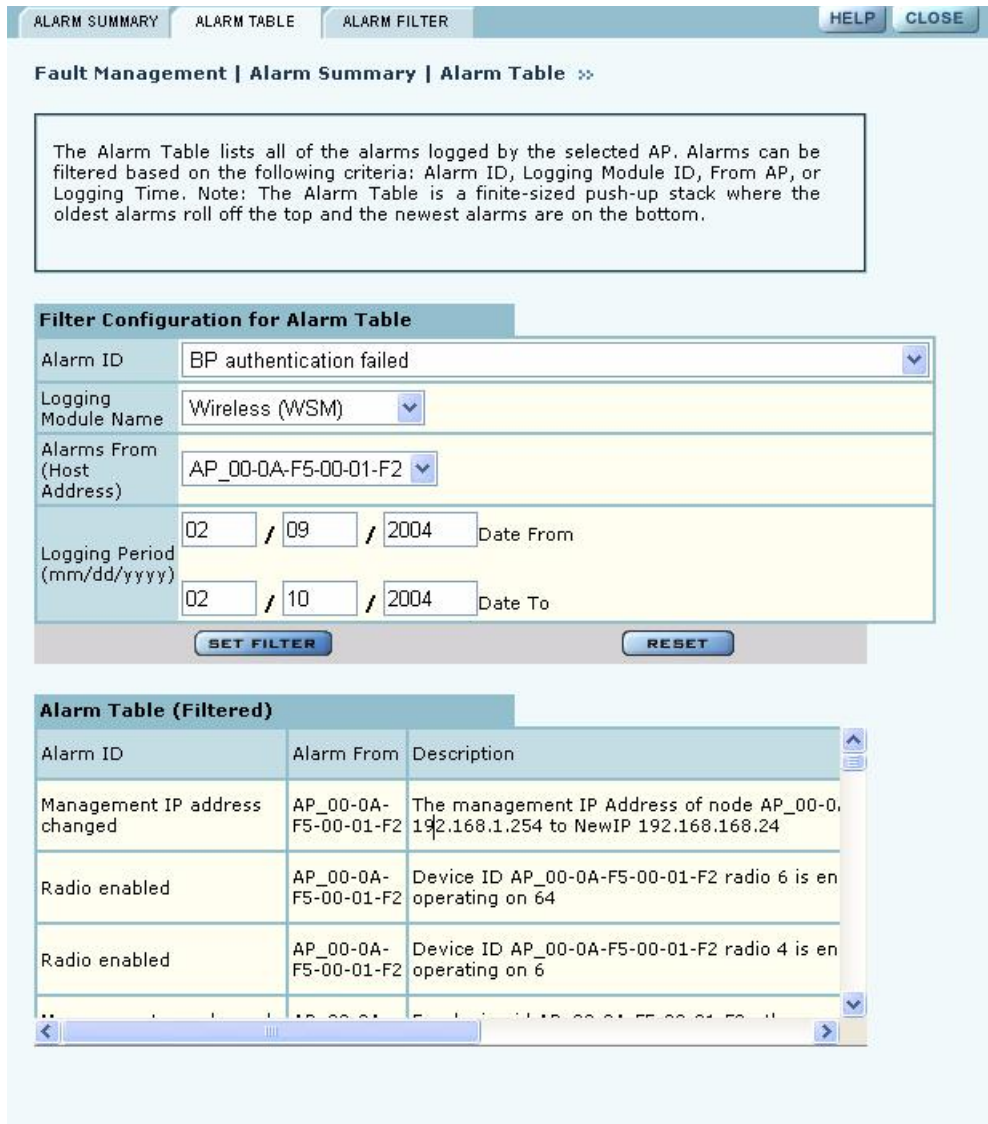 ALARM SUMMARY ALARM TABLE ALARM FILTER HELP CLOSE
Fault Management | Alarm Summary | Alarm Table »
The Alarm Table lists all of the alarms logged by the selected AP. Alarms can be
filtered based on the following criteria: Alarm ID, Logging Module ID, From AP, or
Logging Time. Note: The Alarm Table is a finite-sized push-up stack where the
oldest alarms roll off the top and the newest alarms are on the bottom.
Filter Configuration for Alarm Table
Alarm ID BP authentication failed
Logging
Module Name
Wireless (WSM)
Alarms From
(Host
Address)
AP_00-0A-F5-00-01-F2
Logging Period
(mm/dd/yyyy)
02 / 09 / 2004 Date From
02 / 10 / 2004 Date To
SET FILTER RESET
Alarm Table (Filtered)
Alarm ID Alarm From Description
Management IP address
changed
AP_00-0A-
F5-00-01-F2
The management IP Address of node AP_00-0
192.168.1.254 to NewIP 192.168.168.24
Radio enabled
AP_00-0A-
F5-00-01-F2
Device ID AP_00-0A-F5-00-01-F2 radio 6 is en
operating on 64
Radio enabled
AP_00-0A-
F5-00-01-F2
Device ID AP_00-0A-F5-00-01-F2 radio 4 is en
operating on 6